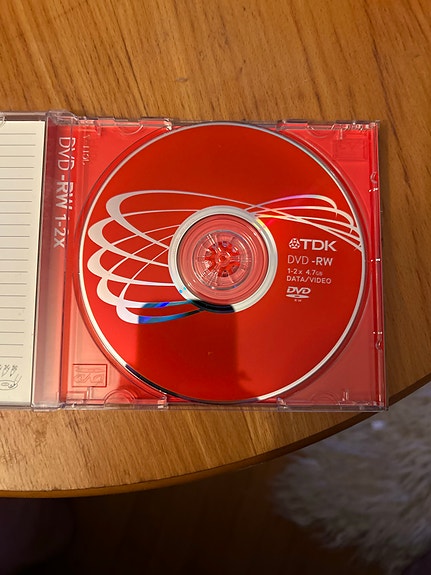 DVD -RW 1-2X
TDK
DVD -RW
1-2x 4.7GB
DATA/VIDEO
DVD